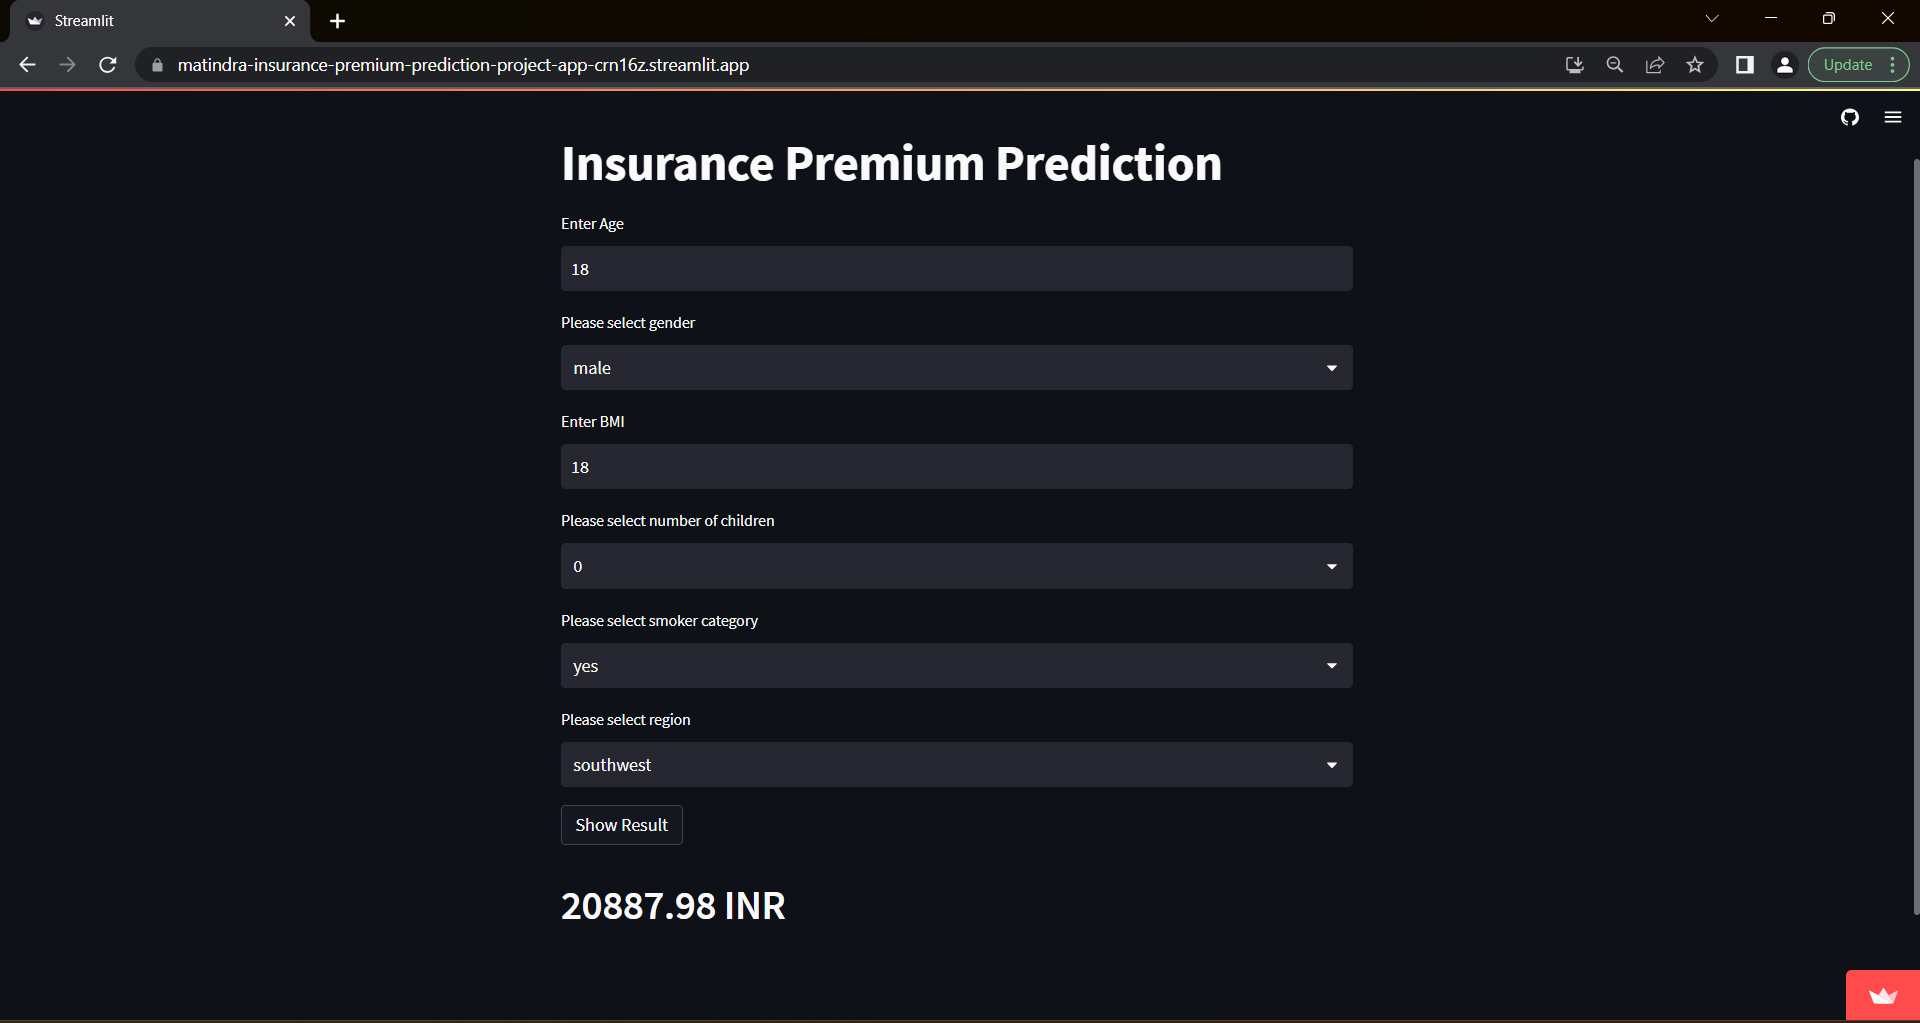 Streamlit
matindra-insurance-premium-prediction-project-app-crn16z.streamlit.app
Update
Insurance Premium Prediction
Enter Age
18
Please select gender
male
Enter BMI
18
Please select number of children
0
Please select smoker category
yes
Please select region
southwest
Show Result
20887.98 INR